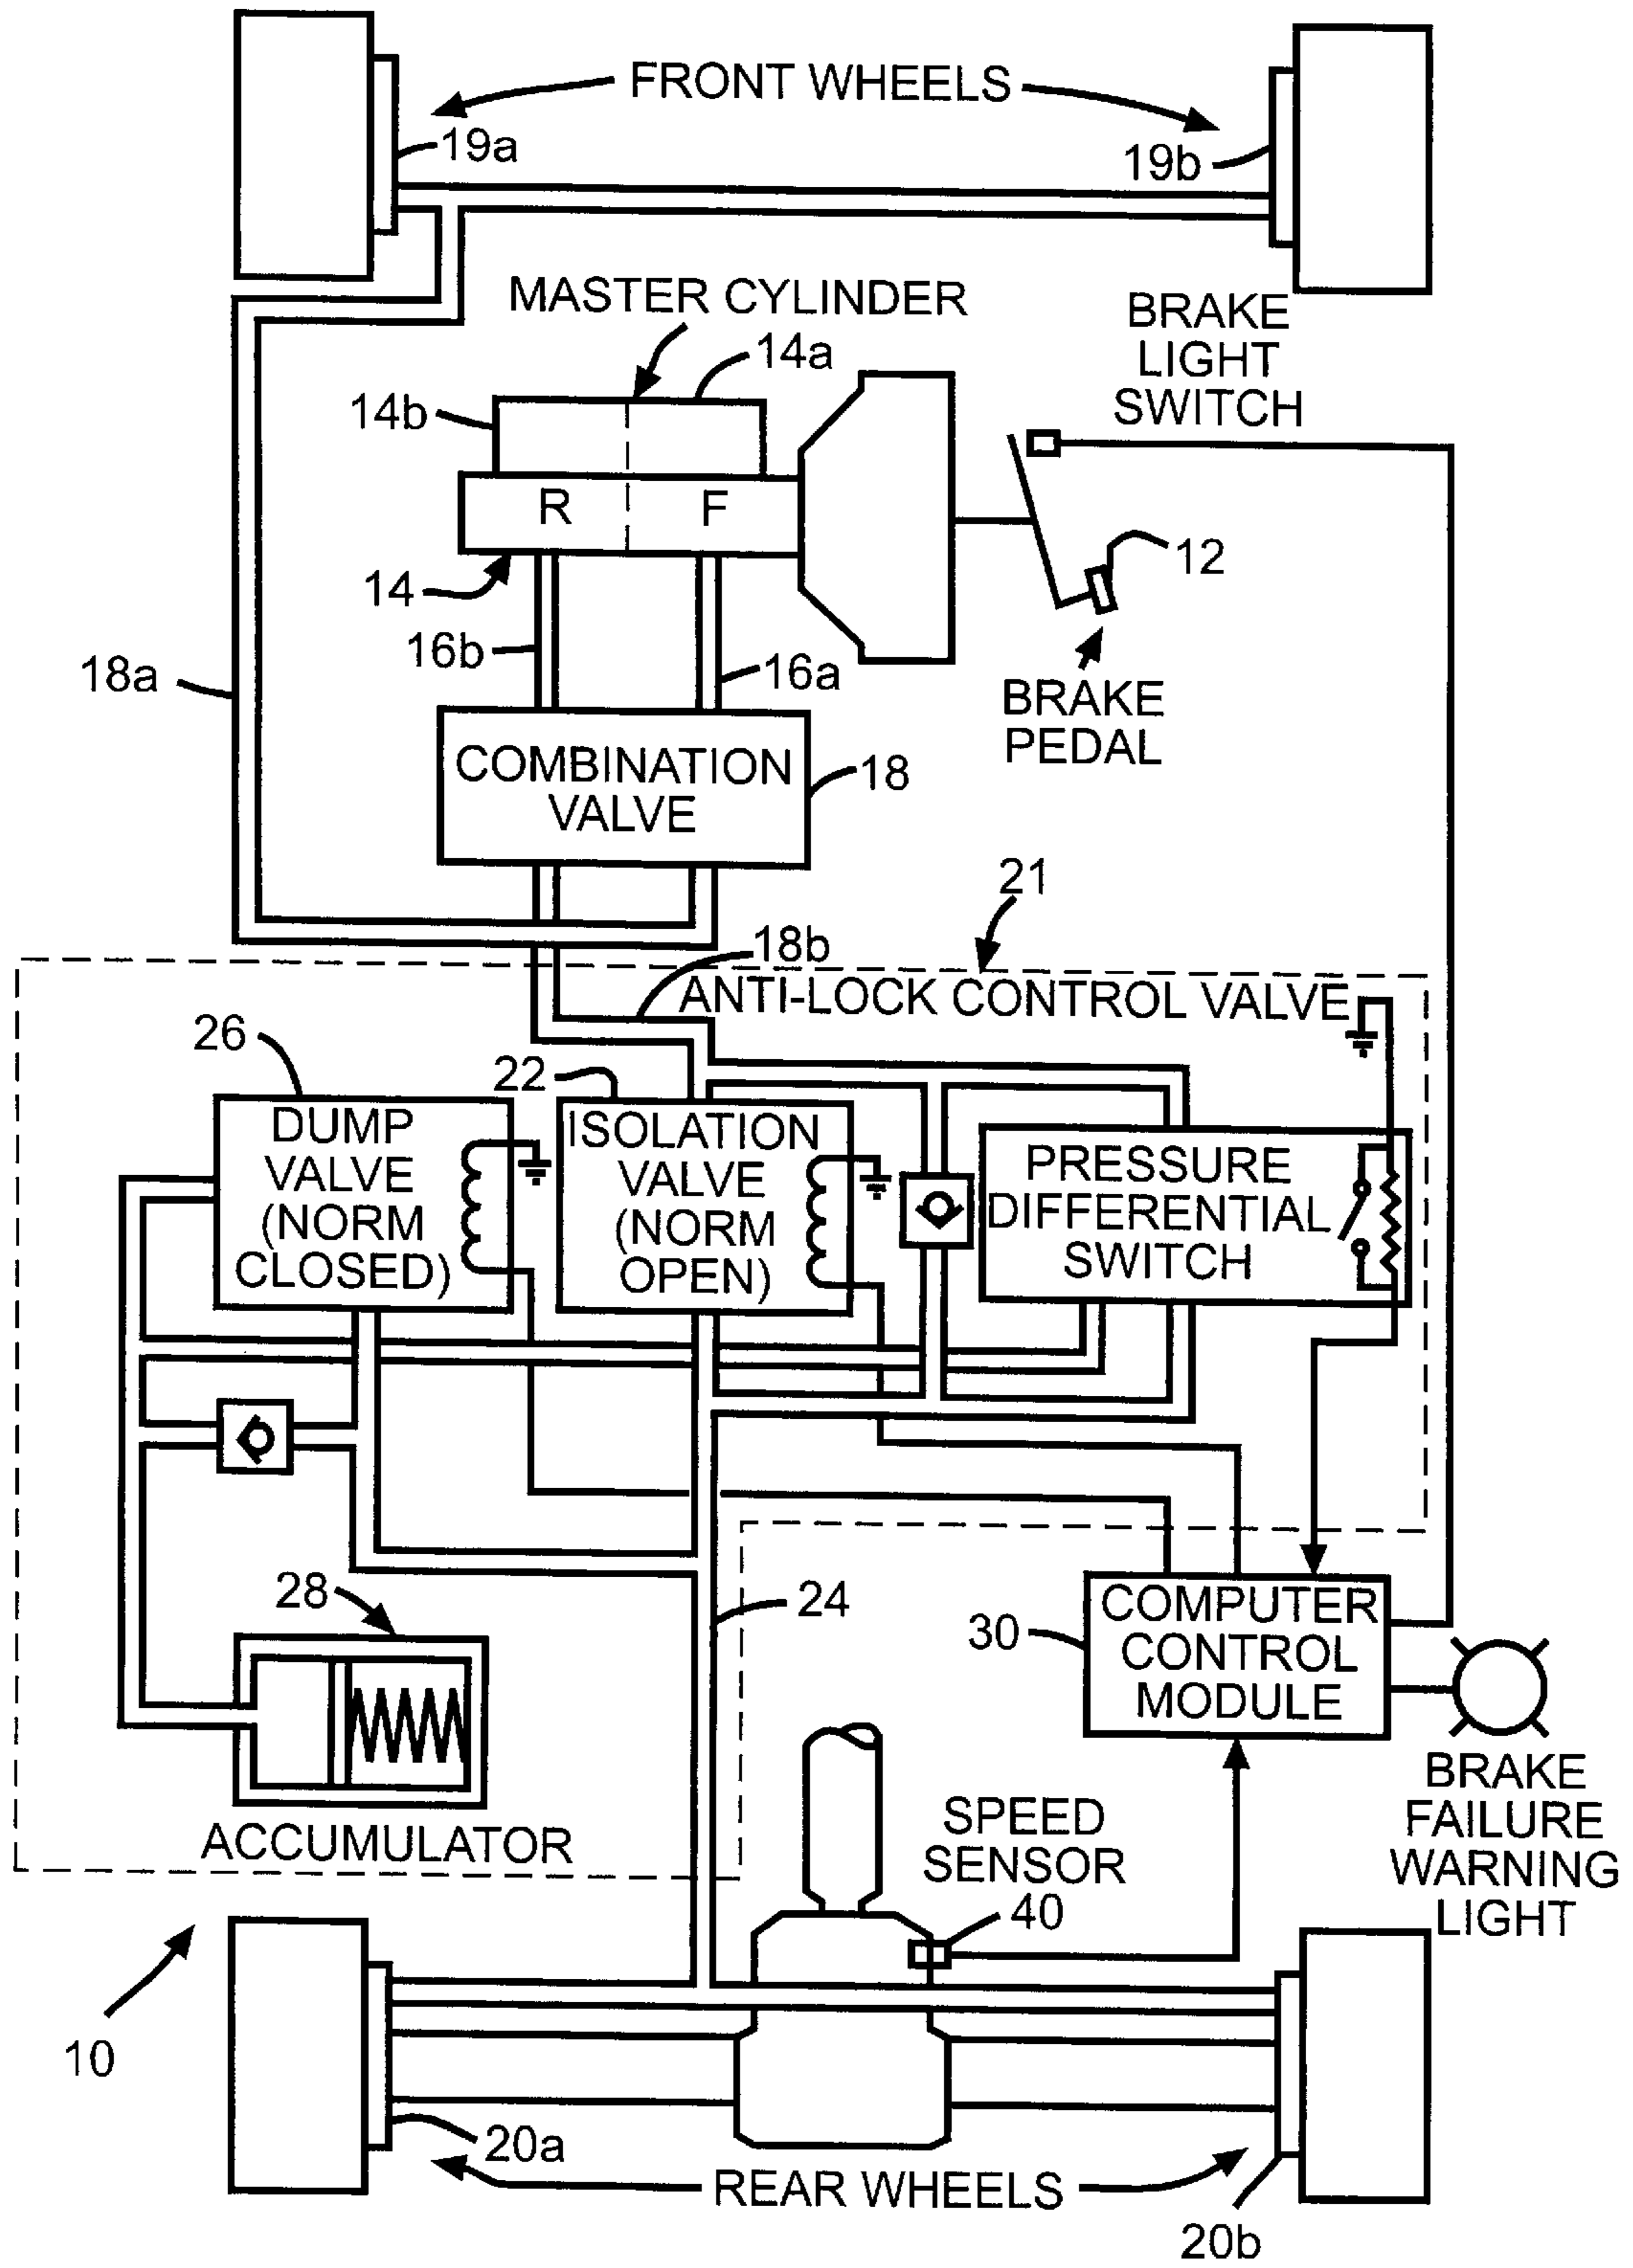 FRONT WHEELS
19a
19b
MASTER CYLINDER
14a
14b
BRAKE
LIGHT
SWITCH
R
F
14
12
16b
16a
18a
BRAKE
PEDAL
COMBINATION
VALVE
18
21
18b
ANTI-LOCK CONTROL VALVE
26
22
DUMP
VALVE
(NORM
CLOSED)
ISOLATION
VALVE
(NORM
OPEN)
PRESSURE
DIFFERENTIAL
SWITCH
28
24
30
COMPUTER
CONTROL
MODULE
ACCUMULATOR
SPEED
SENSOR
40
BRAKE
FAILURE
WARNING
LIGHT
10
20a
REAR WHEELS
20b